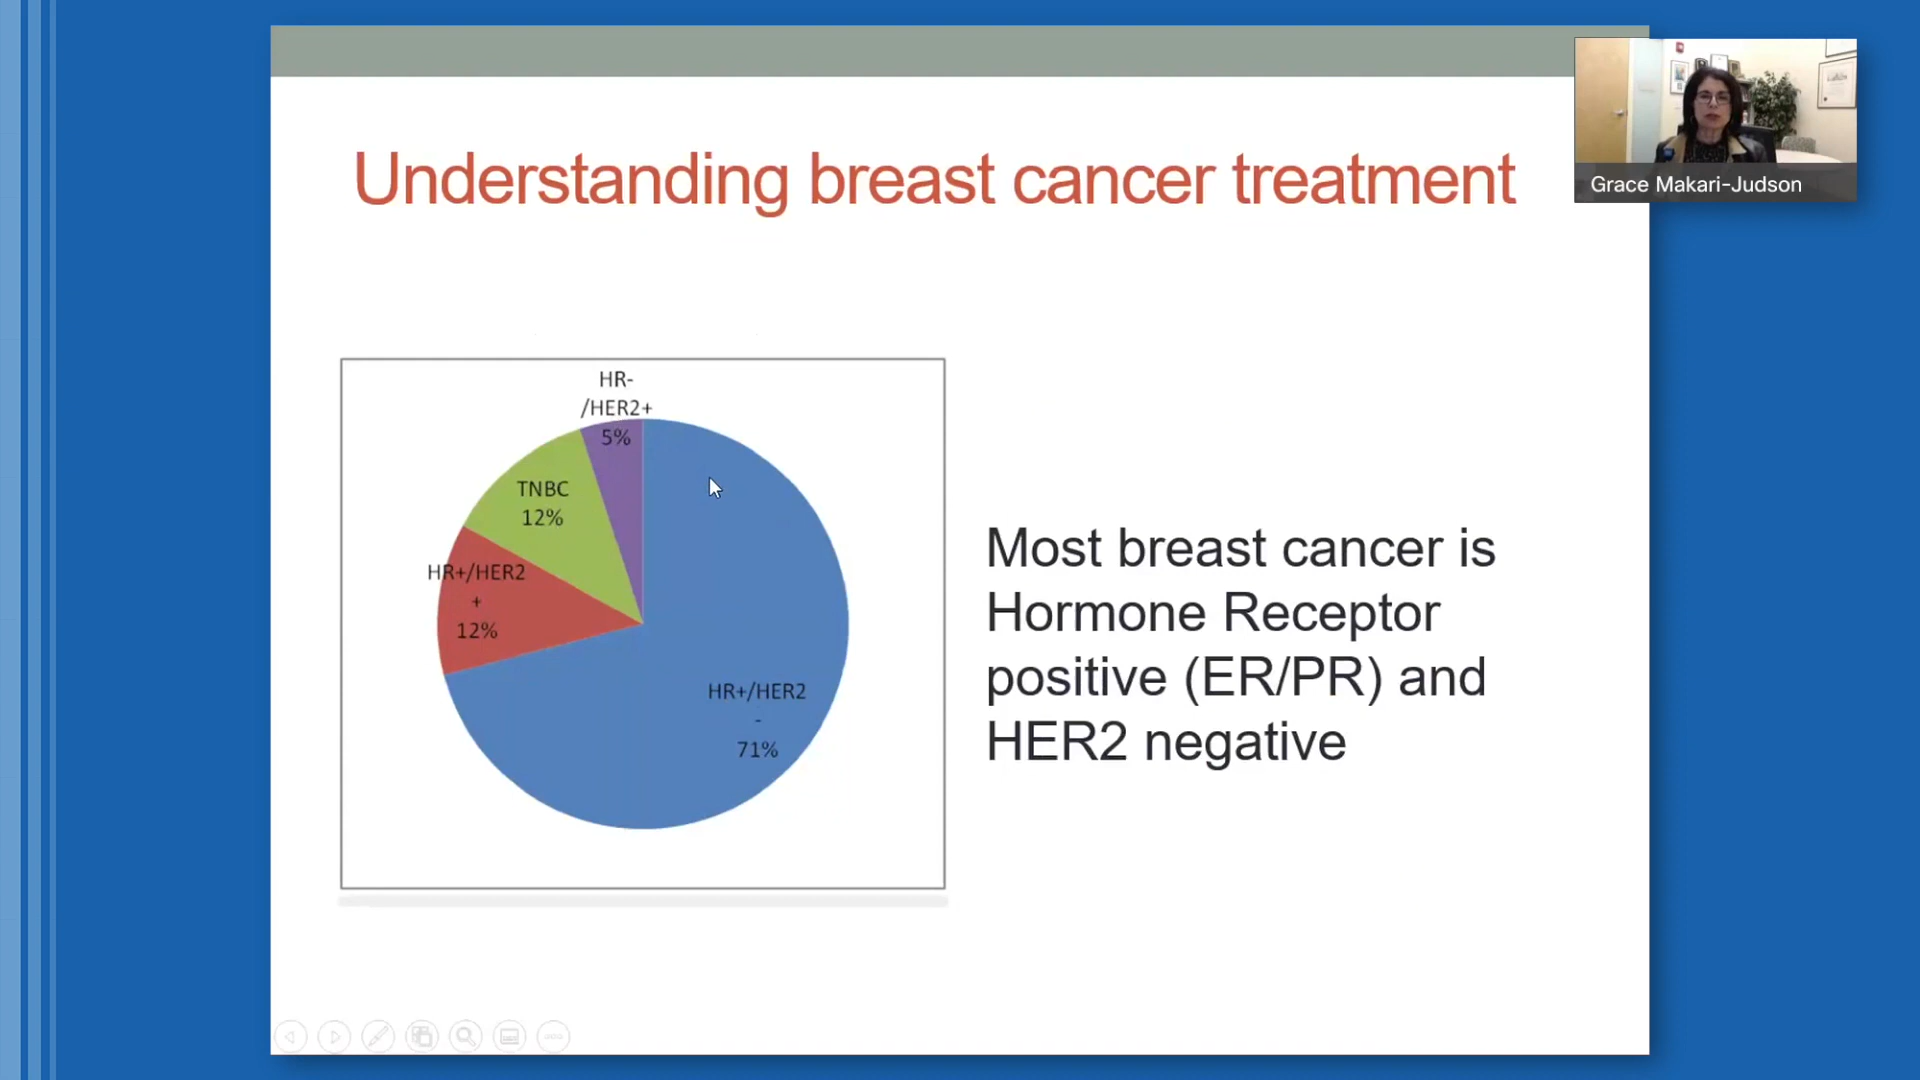 Understanding breast cancer treatment
Grace Makari-Judson
HR-
/HER2+
5%
TNBC
12%
HR+/HER2
+
12%
HR+/HER2
-
71%
Most breast cancer is
Hormone Receptor
positive (ER/PR) and
HER2 negative